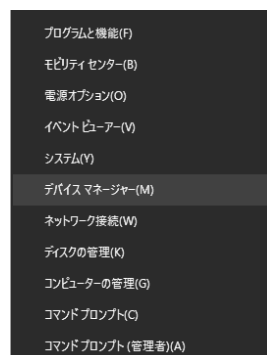 プログラムと機能(F)
モビリティ センター(B)
電源オプション(O)
イベント ビューアー(V)
システム(Y)
デバイス マネージャー(M)
ネットワーク接続(W)
ディスクの管理(K)
コンピューターの管理(G)
コマンド プロンプト(C)
コマンド プロンプト (管理者)(A)